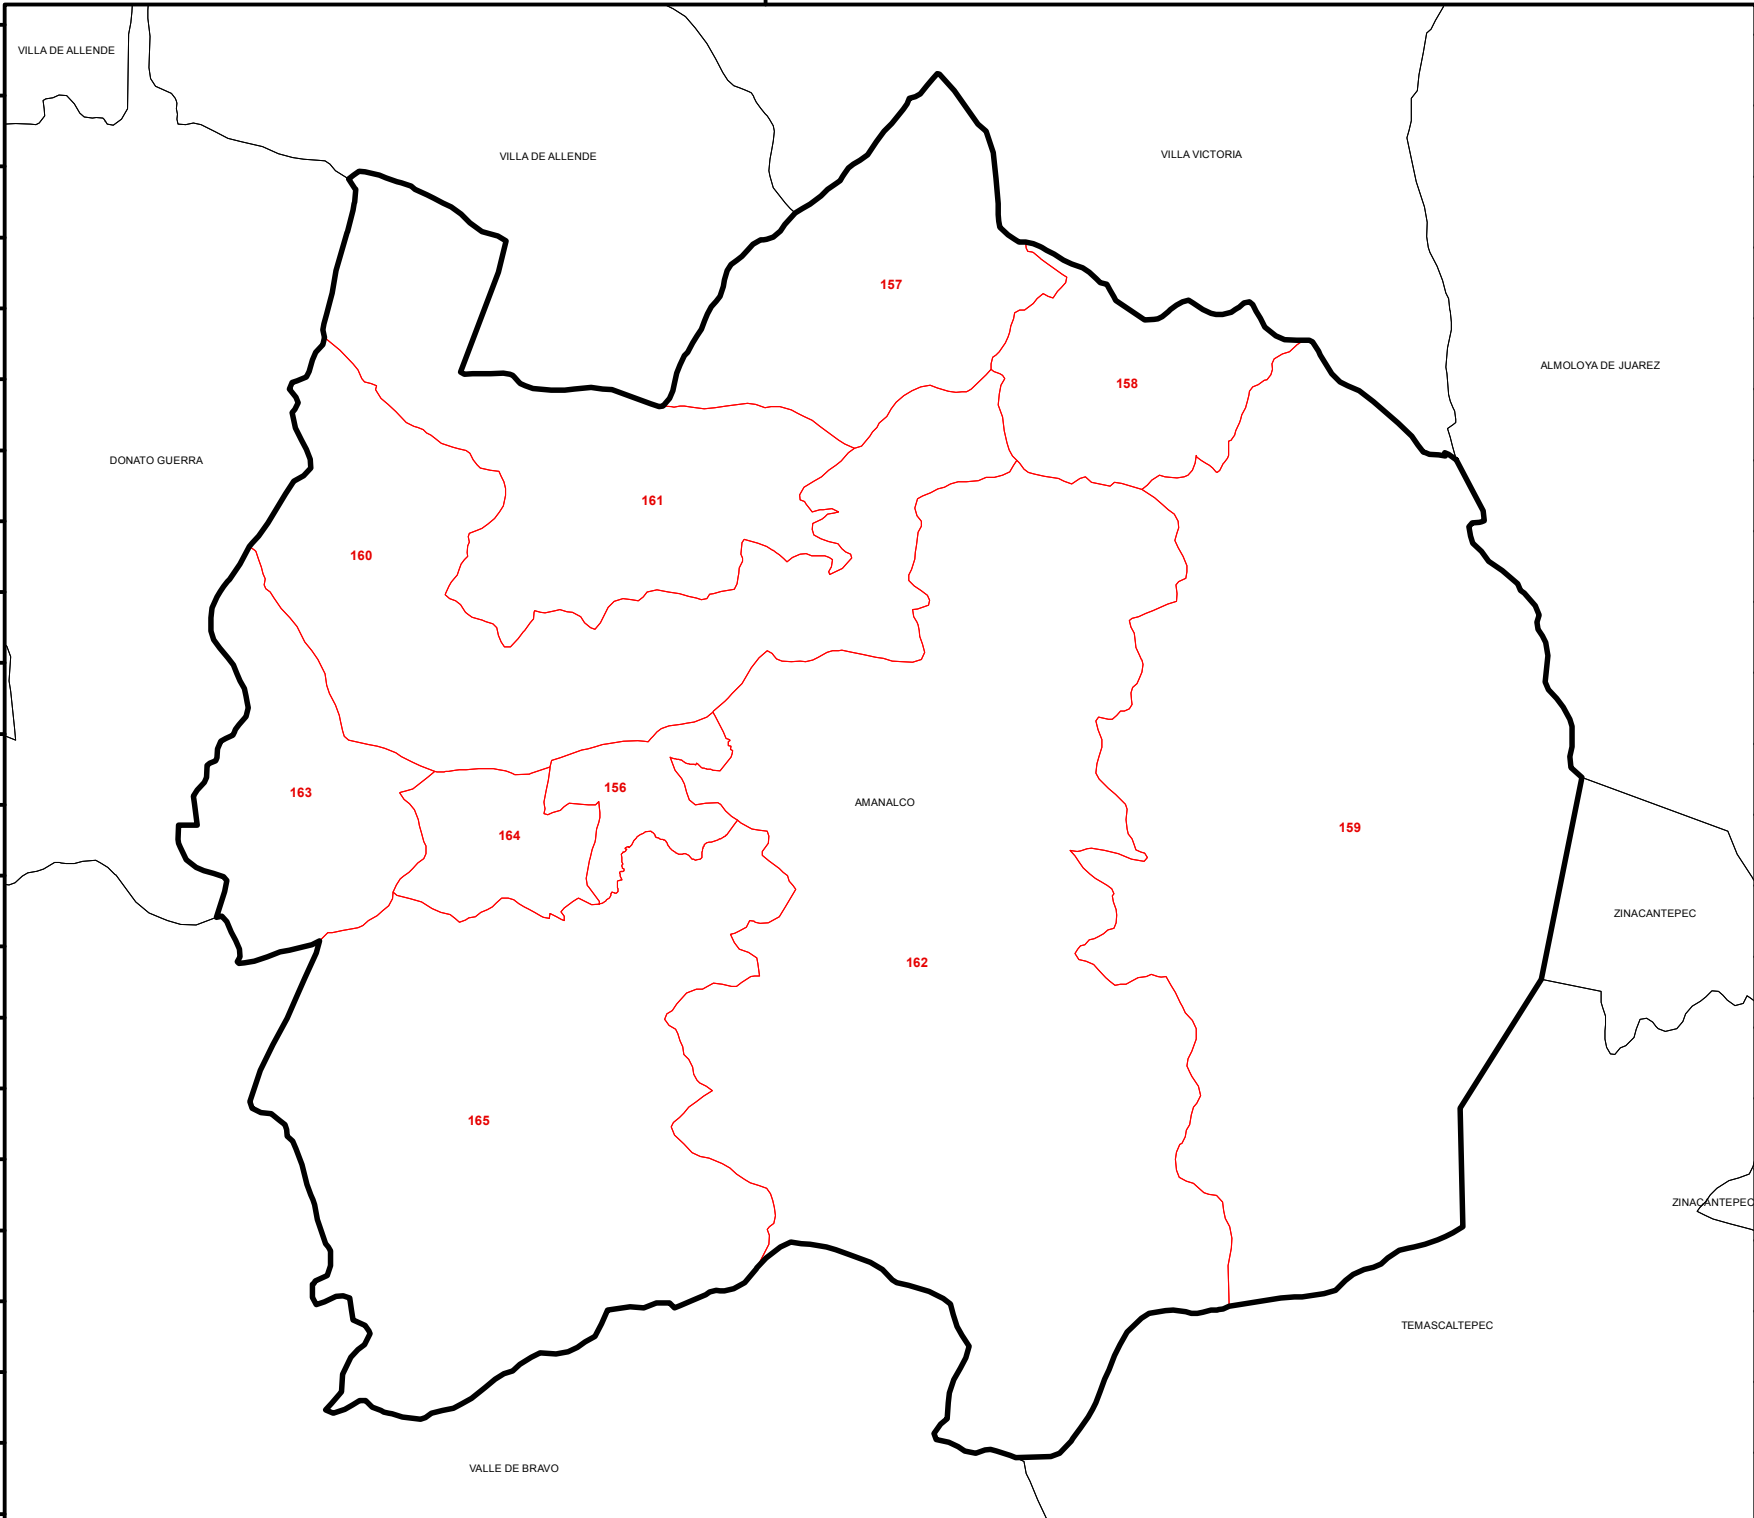 VILLA DE ALLENDE
VILLA VICTORIA
VILLA DE ALLENDE
157
ALMOLOYA DE JUAREZ
158
DONATO GUERRA
161
160
156
163
AMANALCO
159
164
ZINACANTEPEC
162
165
ZINACANTEPEC
TEMASCALTEPEC
VALLE DE BRAVO